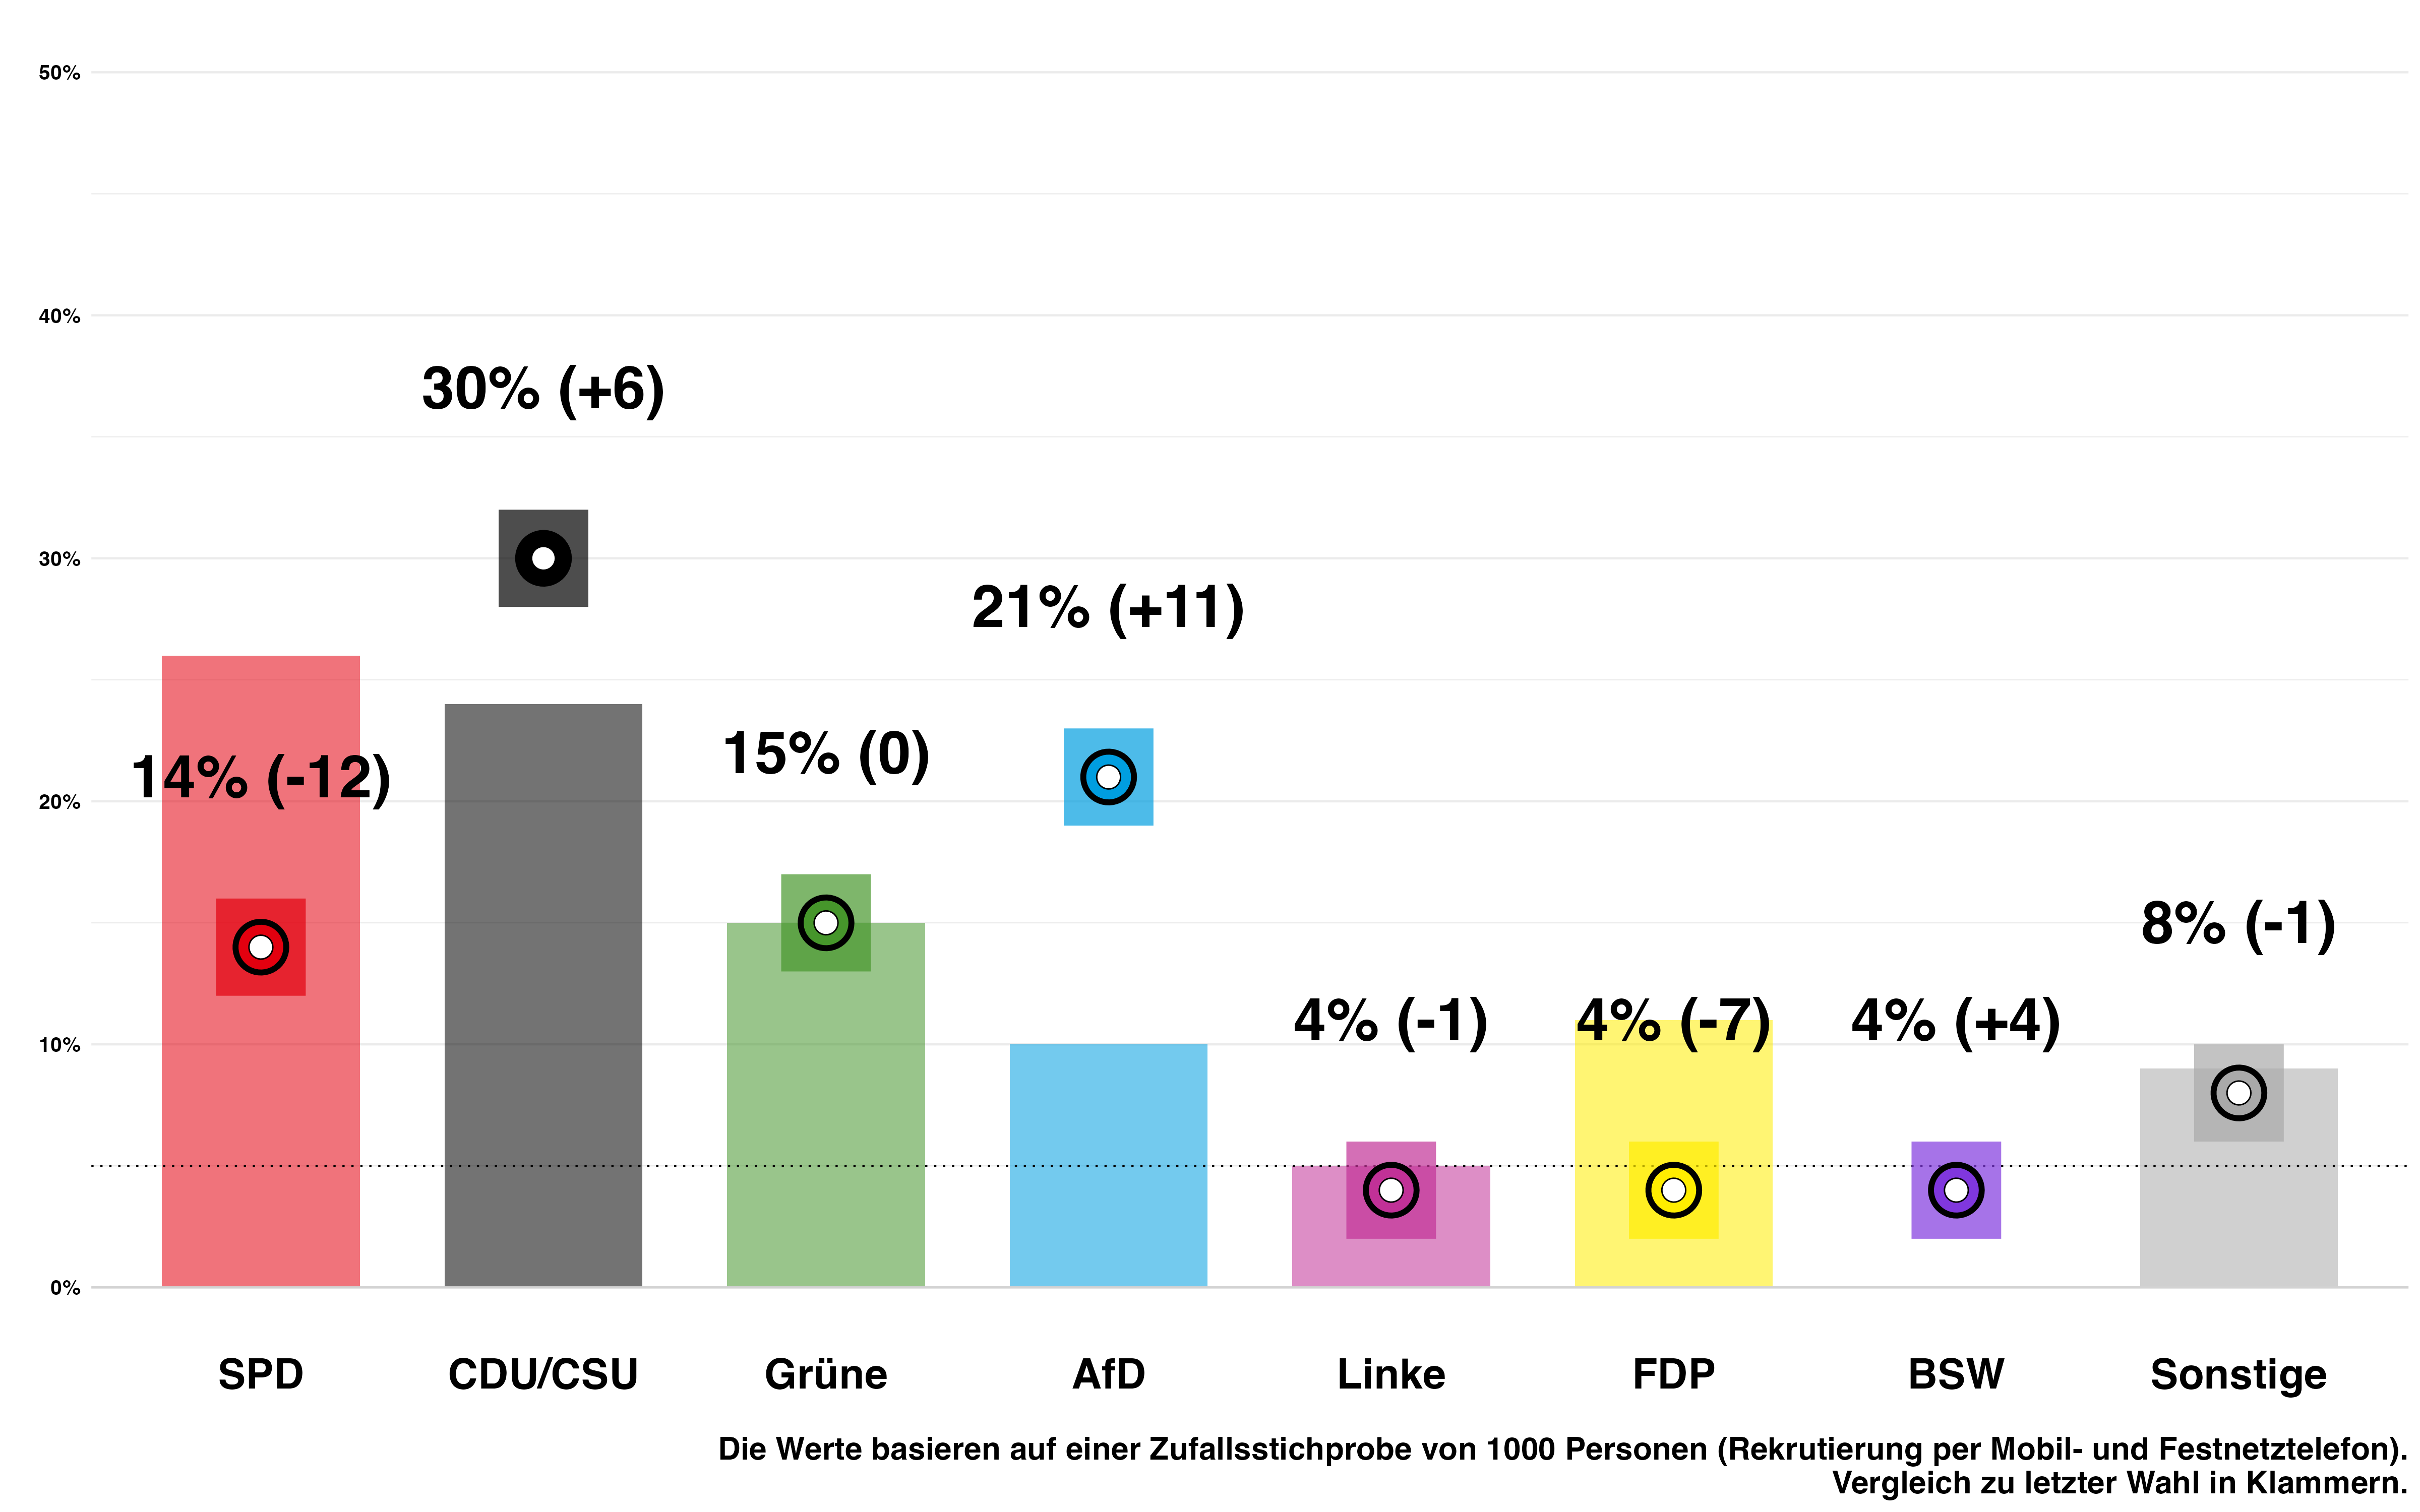 50%
40%
30%
20%
10%
0%
30% (+6)
21% (+11)
15% (0)
14% (-12)
8% (-1)
4% (-1) 4% (-7) 4% (+4)
SPD CDU/CSU Grüne AfD Linke FDP BSW Sonstige
Die Werte basieren auf einer Zufallsstichprobe von 1000 Personen (Rekrutierung per Mobil- und Festnetztelefon).
Vergleich zu letzter Wahl in Klammern.